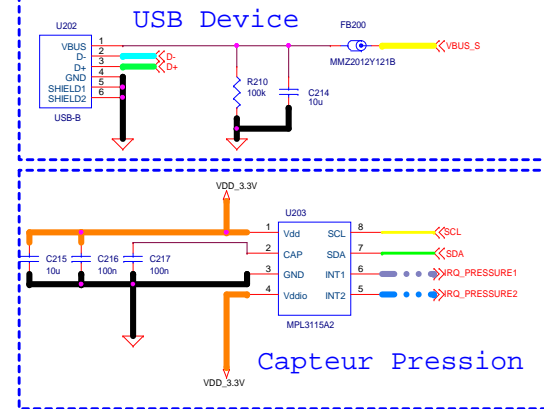 USB Device
U202
FB200
VBUS 1
D- 2
D+ 3
GND 4
SHIELD1 5
SHIELD2 6
D-
D+
VBUS_S
MMZ2012Y121B
R210
100k
C214
10u
USB-B
VDD_3.3V
U203
1 Vdd SCL 8
2 CAP SDA 7
3 GND INT1 6
4 Vddio INT2 5
SCL
SDA
IRQ_PRESSURE1
IRQ_PRESSURE2
C215
10u
C216
100n
C217
100n
MPL3115A2
Capteur Pression
VDD_3.3V